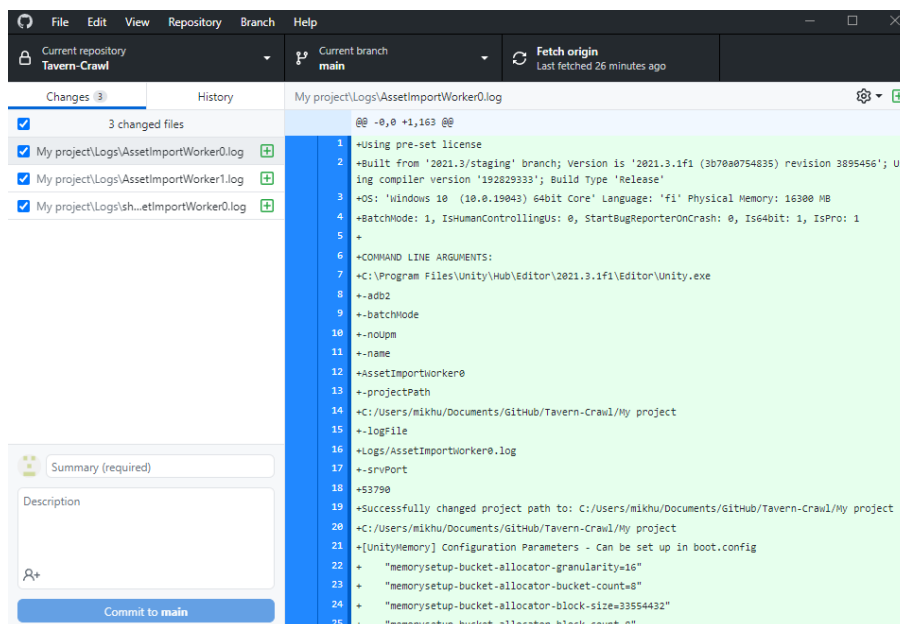 File Edit View Repository Branch Help
Current repository
Tavern-Crawl
Current branch
main
Fetch origin
Last fetched 26 minutes ago
Changes 3
History
3 changed files
My project\Logs\AssetImportWorker0.log
My project\Logs\AssetImportWorker1.log
My project\Logs\sh...etImportWorker0.log
Summary (required)
Description
Commit to main
My project\Logs\AssetImportWorker0.log
@@ -0,0 +1,163 @@
1 +Using pre-set license
2 +Built from '2021.3/staging' branch; Version is '2021.3.1f1 (3b70a0754835) revision 3895456'; U
ing compiler version '192829333'; Build Type 'Release'
3 +OS: 'Windows 10  (10.0.19043) 64bit Core' Language: 'fi' Physical Memory: 16300 MB
4 +BatchMode: 1, IsHumanControllingUs: 0, StartBugReporterOnCrash: 0, Is64bit: 1, IsPro: 1
5 +
6 +COMMAND LINE ARGUMENTS:
7 +C:\Program Files\Unity\Hub\Editor\2021.3.1f1\Editor\Unity.exe
8 +-adb2
9 +-batchMode
10 +-noUpm
11 +-name
12 +AssetImportWorker0
13 +-projectPath
14 +C:/Users/mikhu/Documents/GitHub/Tavern-Crawl/My project
15 +-logFile
16 +Logs/AssetImportWorker0.log
17 +-srvPort
18 +53790
19 +Successfully changed project path to: C:/Users/mikhu/Documents/GitHub/Tavern-Crawl/My project
20 +C:/Users/mikhu/Documents/GitHub/Tavern-Crawl/My project
21 +[UnityMemory] Configuration Parameters - Can be set up in boot.config
22 +    "memorysetup-bucket-allocator-granularity=16"
23 +    "memorysetup-bucket-allocator-bucket-count=8"
24 +    "memorysetup-bucket-allocator-block-size=33554432"
25